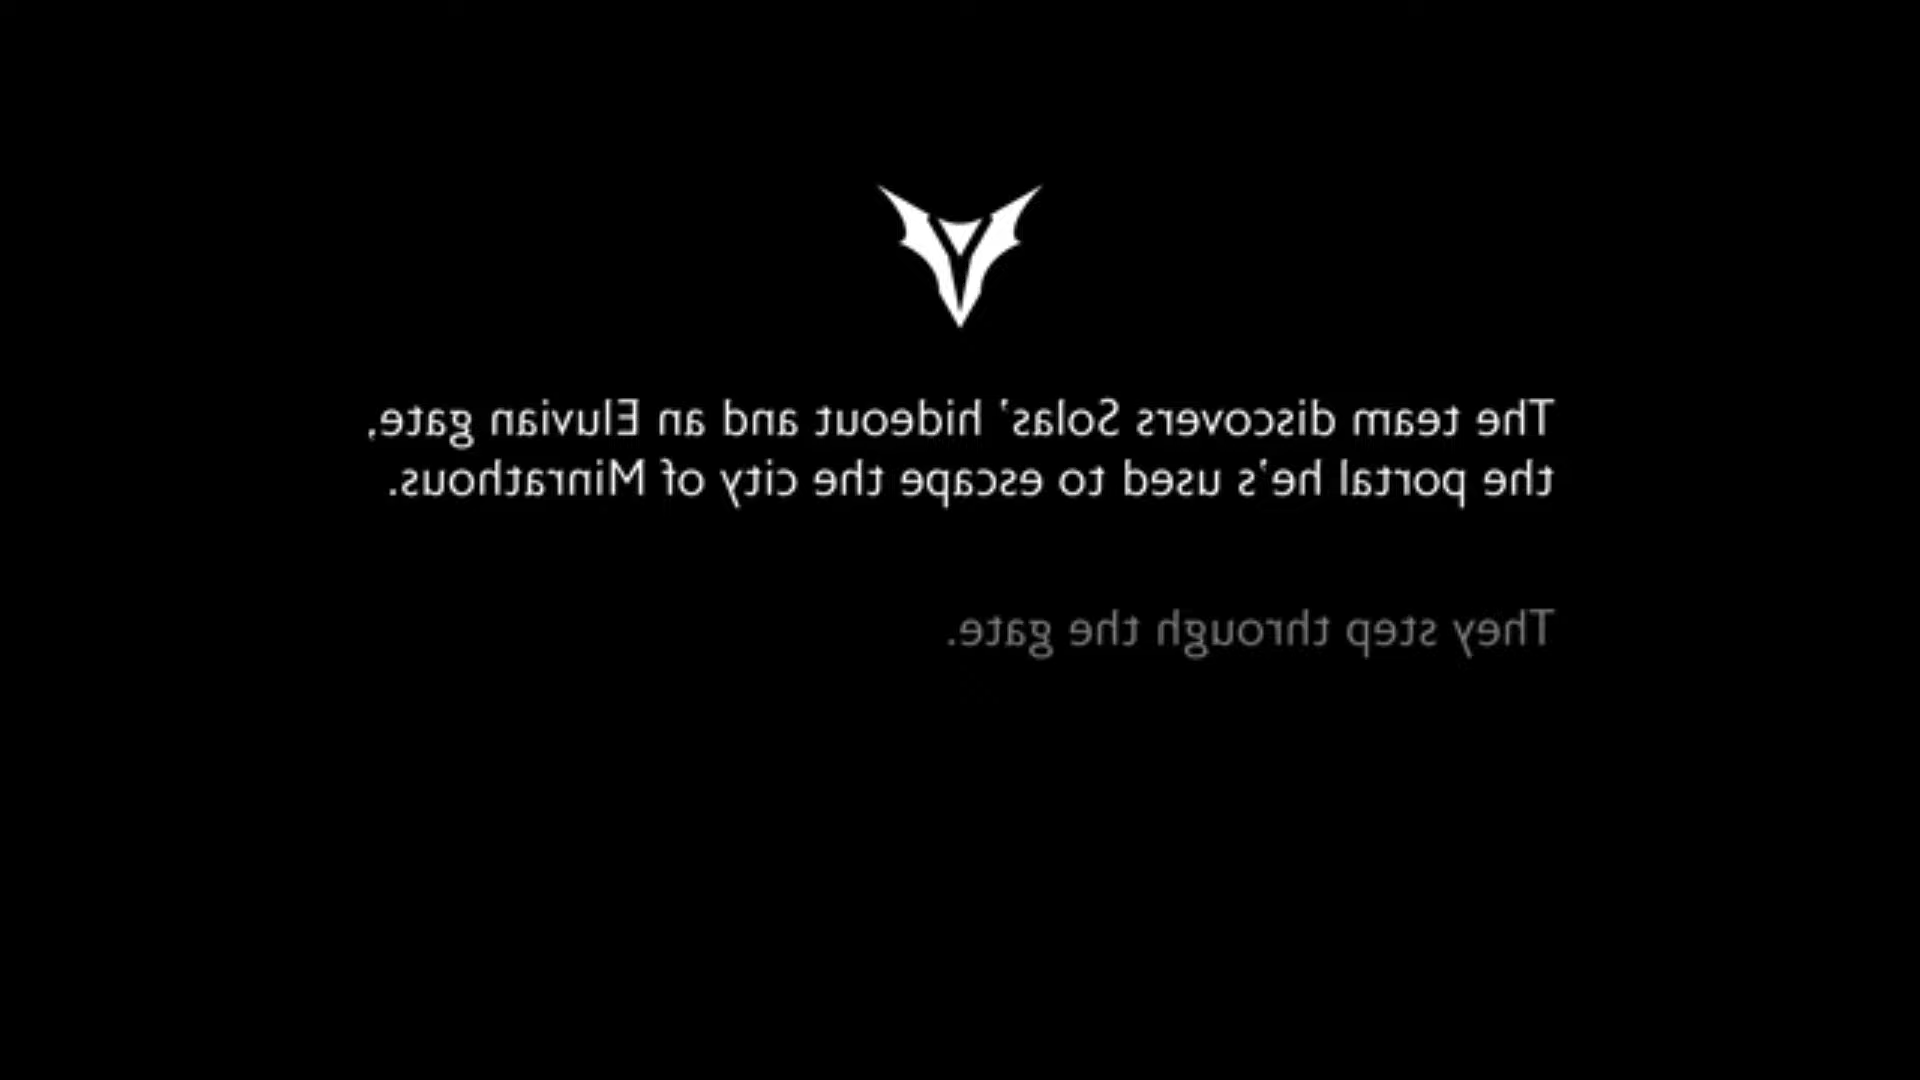 The team discovers Solas' hideout and an Eluvian gate,
the portal he's used to escape the city of Minrathous.
They step through the gate.